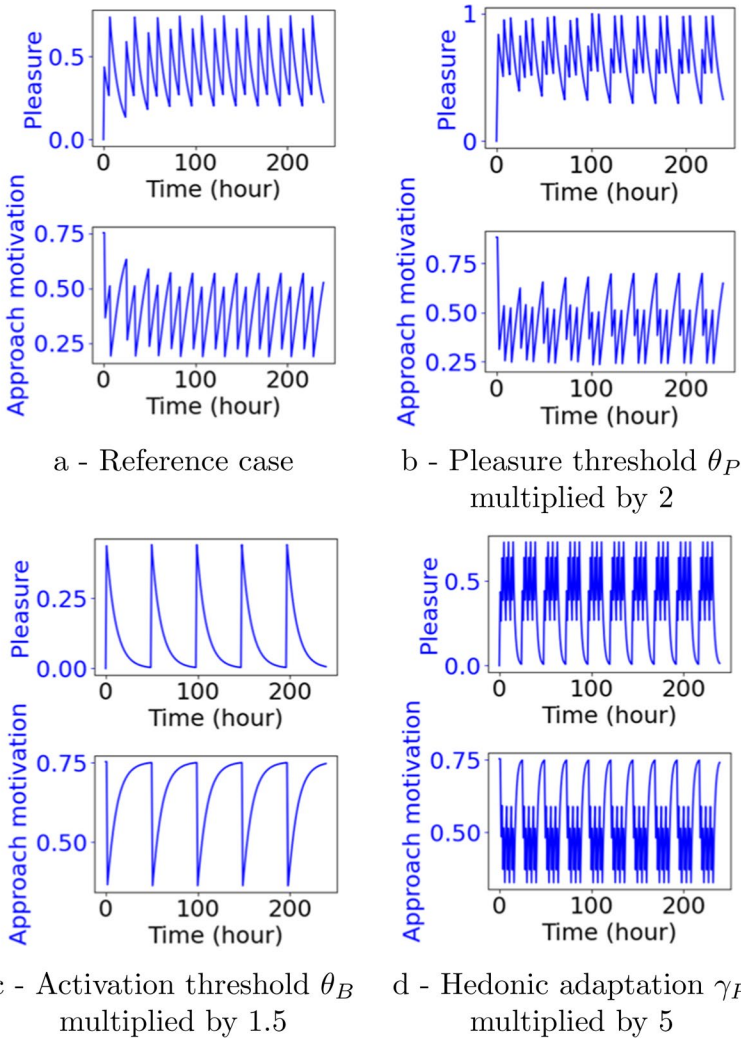 Pleasure
0.5
0.0
0 100 200
Time (hour)
Approach motivation
0.75
0.50
0.25
0 100 200
Time (hour)
a - Reference case
Pleasure
1
0
0 100 200
Time (hour)
Approach motivation
0.75
0.50
0.25
0 100 200
Time (hour)
b - Pleasure threshold θ_P
multiplied by 2
Pleasure
0.25
0.00
0 100 200
Time (hour)
Approach motivation
0.75
0.50
0 100 200
Time (hour)
c - Activation threshold θ_B
multiplied by 1.5
Pleasure
0.5
0.0
0 100 200
Time (hour)
Approach motivation
0.75
0.50
0 100 200
Time (hour)
d - Hedonic adaptation γ_P
multiplied by 5